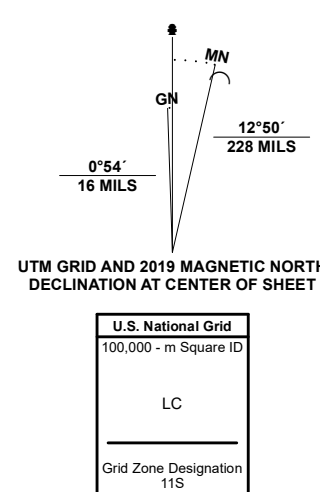 MN
GN
12°50´
228 MILS
0°54´
16 MILS
UTM GRID AND 2019 MAGNETIC NORTH
DECLINATION AT CENTER OF SHEET
U.S. National Grid
100,000 - m Square ID
LC
Grid Zone Designation
11S